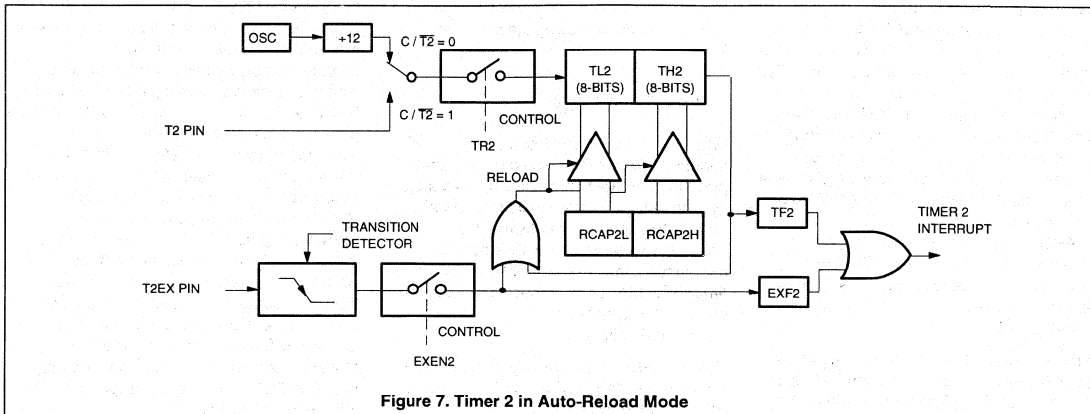 OSC
÷12
C / T2 = 0
TL2
(8-BITS)
TH2
(8-BITS)
C / T2 = 1
CONTROL
T2 PIN
TR2
RELOAD
RCAP2L
RCAP2H
TF2
TIMER 2
INTERRUPT
TRANSITION
DETECTOR
T2EX PIN
EXF2
CONTROL
EXEN2
Figure 7. Timer 2 in Auto-Reload Mode